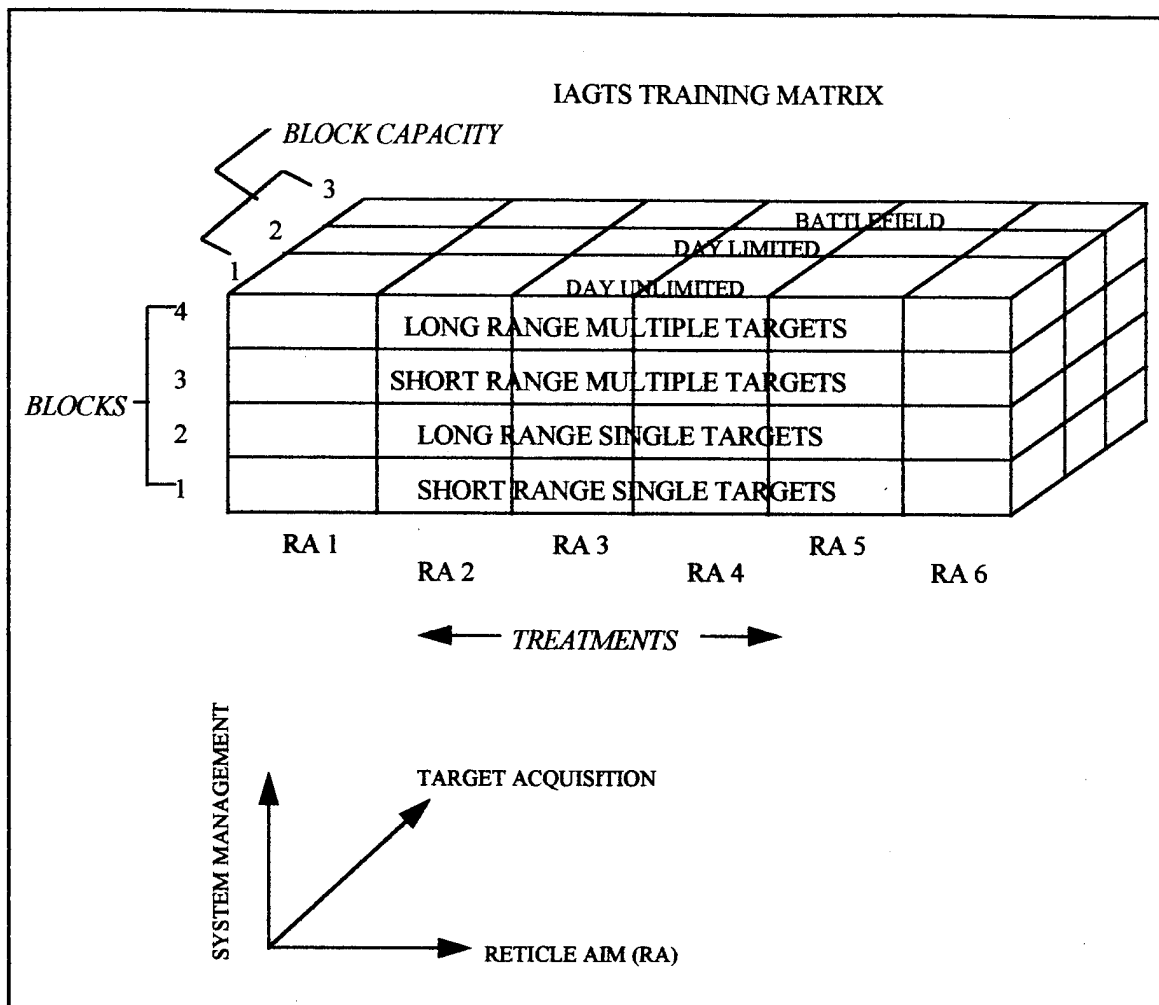 IAGTS TRAINING MATRIX
BLOCK CAPACITY
3
2
1
BATTLEFIELD
DAY LIMITED
DAY UNLIMITED
BLOCKS
4
LONG RANGE MULTIPLE TARGETS
3
SHORT RANGE MULTIPLE TARGETS
2
LONG RANGE SINGLE TARGETS
1
SHORT RANGE SINGLE TARGETS
RA 1
RA 2
RA 3
RA 4
RA 5
RA 6
TREATMENTS
SYSTEM MANAGEMENT
TARGET ACQUISITION
RETICLE AIM (RA)